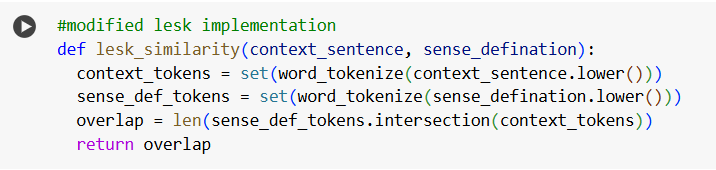 #modified lesk implementation
def lesk_similarity(context_sentence, sense_defination):
  context_tokens = set(word_tokenize(context_sentence.lower()))
  sense_def_tokens = set(word_tokenize(sense_defination.lower()))
  overlap = len(sense_def_tokens.intersection(context_tokens))
  return overlap